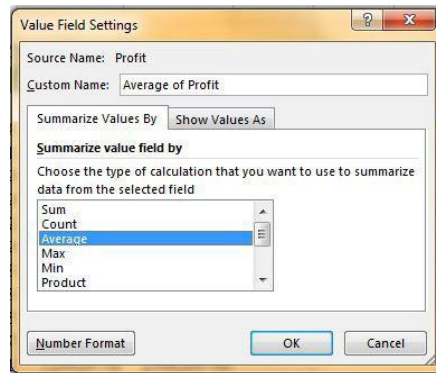 Value Field Settings
Source Name: Profit
Custom Name: Average of Profit
Summarize Values By Show Values As
Summarize value field by
Choose the type of calculation that you want to use to summarize
data from the selected field
Sum
Count
Average
Max
Min
Product
Number Format OK Cancel